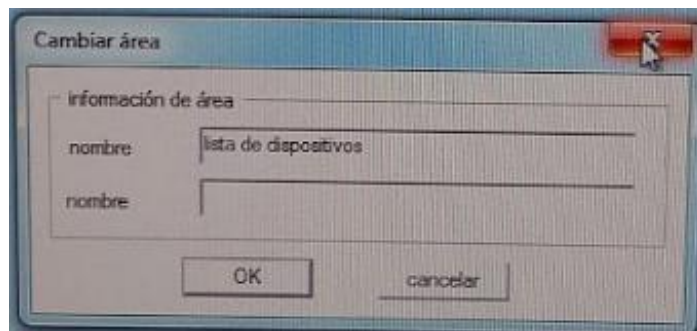 Cambiar área
información de área
nombre lista de dispositivos
nombre
OK cancelar